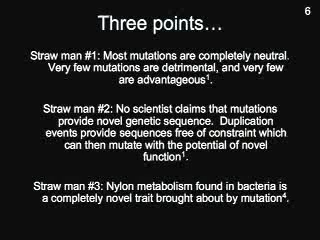 6
Three points…
Straw man #1: Most mutations are completely neutral.
Very few mutations are detrimental, and very few
are advantageous1.
Straw man #2: No scientist claims that mutations
provide novel genetic sequence. Duplication
events provide sequences free of constraint which
can then mutate with the potential of novel
function1.
Straw man #3: Nylon metabolism found in bacteria is
a completely novel trait brought about by mutation4.